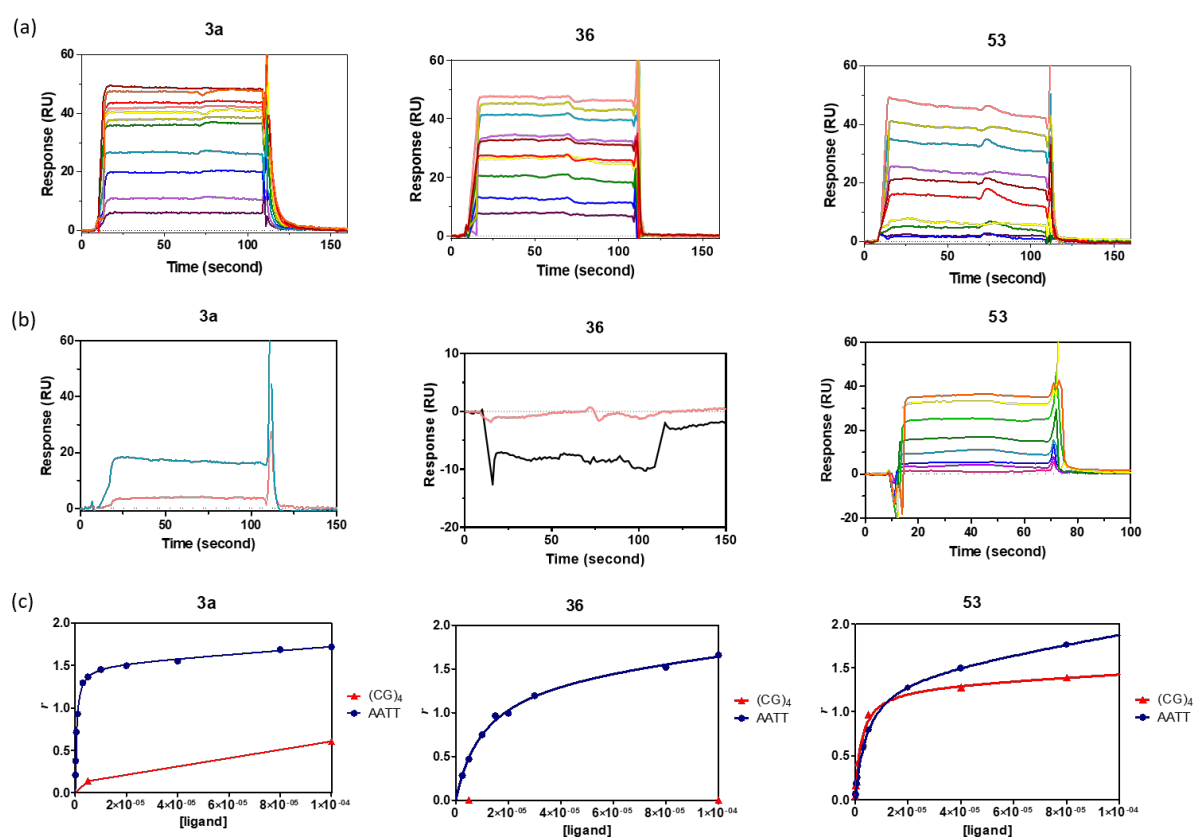 (a)
3a
60
40
20
0
Response (RU)
0 50 100 150
Time (second)
36
60
40
20
0
Response (RU)
0 50 100 150
Time (second)
53
60
40
20
0
Response (RU)
0 50 100 150
Time (second)
(b)
3a
60
40
20
0
Response (RU)
0 25 50 75 100 125 150
Time (second)
36
10
0
-10
-20
Response (RU)
0 50 100 150
Time (second)
53
60
40
20
0
-20
Response (RU)
0 20 40 60 80 100
Time (second)
(c)
3a
2.0
1.5
1.0
0.5
0.0
r
0 2×10⁻⁰⁵ 4×10⁻⁰⁵ 6×10⁻⁰⁵ 8×10⁻⁰⁵ 1×10⁻⁰⁴
[ligand]
(CG)₄
AATT
36
2.0
1.5
1.0
0.5
0.0
r
0 2×10⁻⁰⁵ 4×10⁻⁰⁵ 6×10⁻⁰⁵ 8×10⁻⁰⁵ 1×10⁻⁰⁴
[ligand]
(CG)₄
AATT
53
2.0
1.5
1.0
0.5
0.0
r
0 2×10⁻⁰⁵ 4×10⁻⁰⁵ 6×10⁻⁰⁵ 8×10⁻⁰⁵ 1×10⁻⁰⁴
[ligand]
(CG)₄
AATT